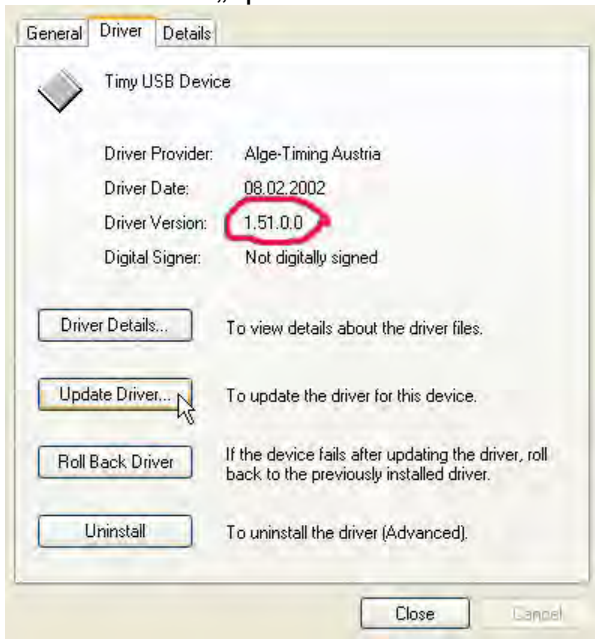 General Driver Details
Timy USB Device
Driver Provider: Alge-Timing Austria
Driver Date: 08.02.2002
Driver Version: 1.51.0.0
Digital Signer: Not digitally signed
Driver Details... To view details about the driver files.
Update Driver... To update the driver for this device.
Roll Back Driver If the device fails after updating the driver, roll
back to the previously installed driver.
Uninstall To uninstall the driver (Advanced).
Close Cancel